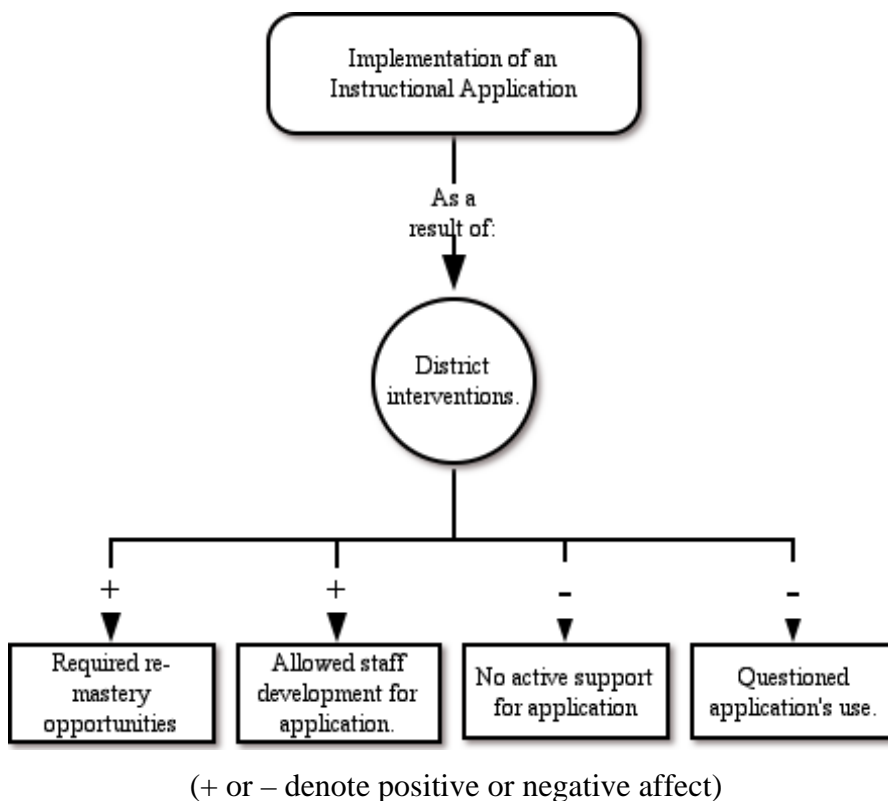 Implementation of an
Instructional Application
As a
result of:
District
interventions.
+
+
-
-
Required re-
mastery
opportunities
Allowed staff
development for
application.
No active support
for application
Questioned
application's use.
(+ or – denote positive or negative affect)